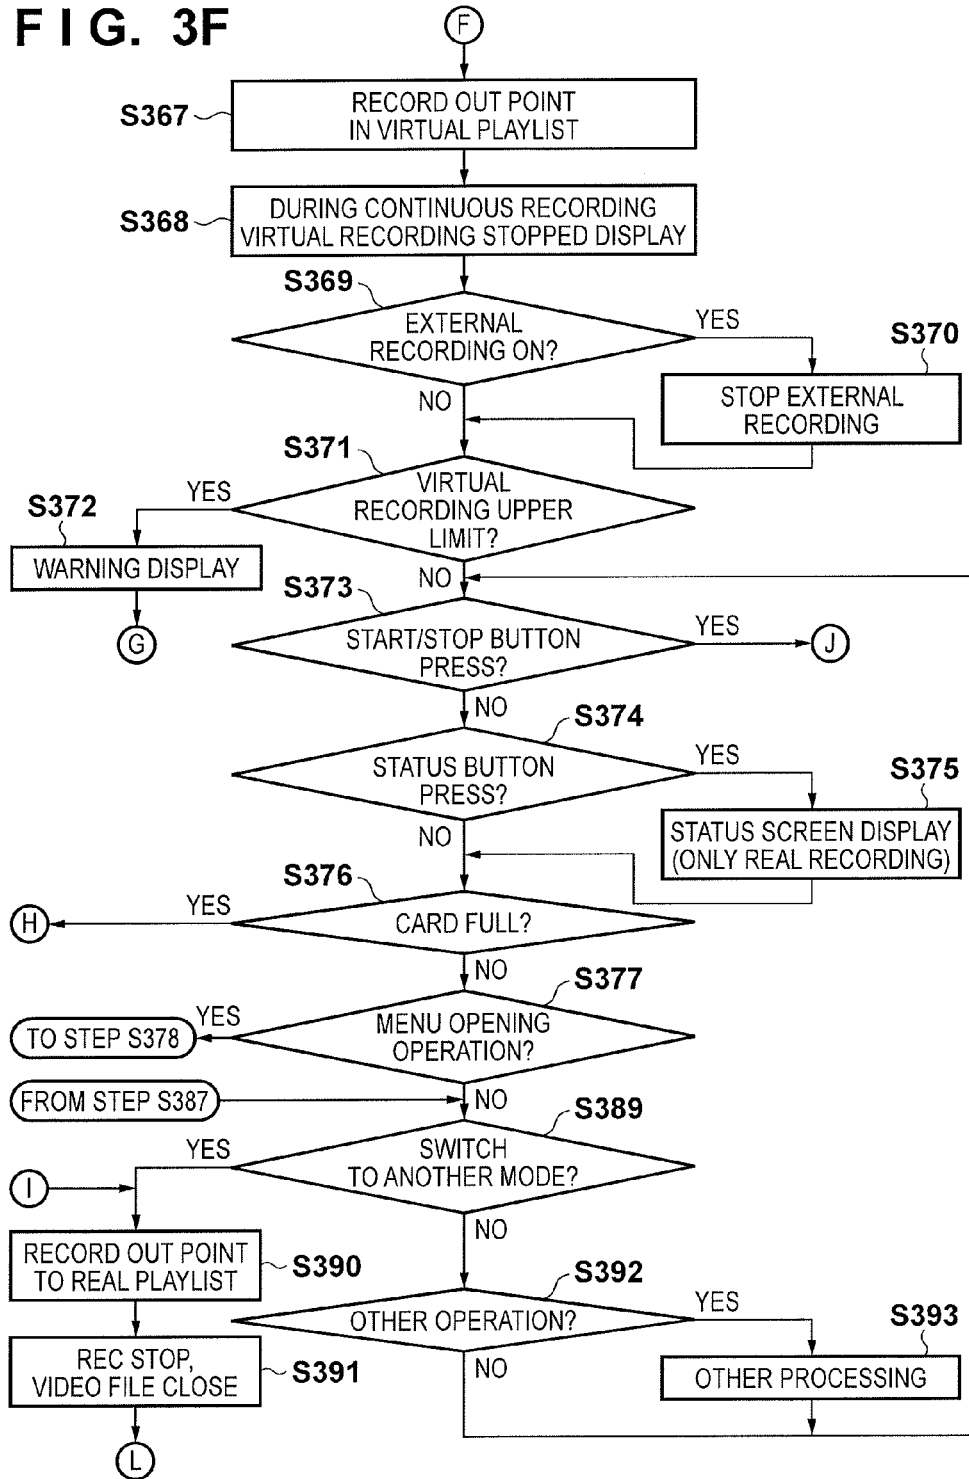 FIG. 3F
F
S367
RECORD OUT POINT
IN VIRTUAL PLAYLIST
S368
DURING CONTINUOUS RECORDING
VIRTUAL RECORDING STOPPED DISPLAY
S369
EXTERNAL
RECORDING ON?
YES
NO
S370
STOP EXTERNAL
RECORDING
S371
VIRTUAL
RECORDING UPPER
LIMIT?
YES
NO
S372
WARNING DISPLAY
G
S373
START/STOP BUTTON
PRESS?
YES
J
NO
S374
STATUS BUTTON
PRESS?
YES
NO
S375
STATUS SCREEN DISPLAY
(ONLY REAL RECORDING)
S376
CARD FULL?
YES
H
NO
S377
MENU OPENING
OPERATION?
YES
TO STEP S378
NO
FROM STEP S387
S389
SWITCH
TO ANOTHER MODE?
YES
NO
I
RECORD OUT POINT
TO REAL PLAYLIST
S390
REC STOP,
VIDEO FILE CLOSE
S391
L
S392
OTHER OPERATION?
YES
NO
S393
OTHER PROCESSING